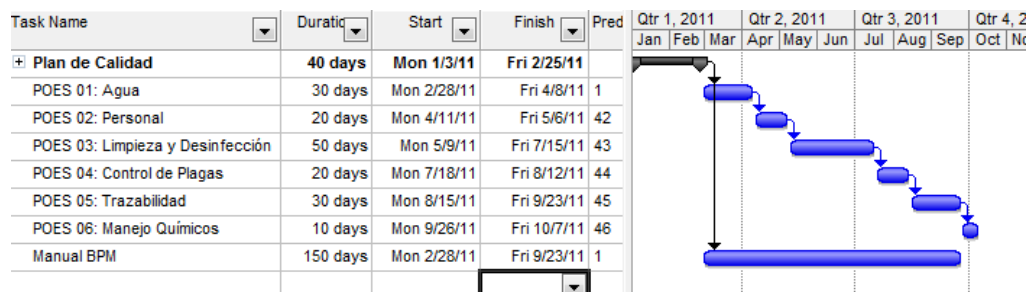 Task Name Duratio Start Finish Pred Qtr 1, 2011 Qtr 2, 2011 Qtr 3, 2011 Qtr 4, 2
Jan Feb Mar Apr May Jun Jul Aug Sep Oct No
Plan de Calidad 40 days Mon 1/3/11 Fri 2/25/11
POES 01: Agua 30 days Mon 2/28/11 Fri 4/8/11 1
POES 02: Personal 20 days Mon 4/11/11 Fri 5/6/11 42
POES 03: Limpieza y Desinfección 50 days Mon 5/9/11 Fri 7/15/11 43
POES 04: Control de Plagas 20 days Mon 7/18/11 Fri 8/12/11 44
POES 05: Trazabilidad 30 days Mon 8/15/11 Fri 9/23/11 45
POES 06: Manejo Químicos 10 days Mon 9/26/11 Fri 10/7/11 46
Manual BPM 150 days Mon 2/28/11 Fri 9/23/11 1